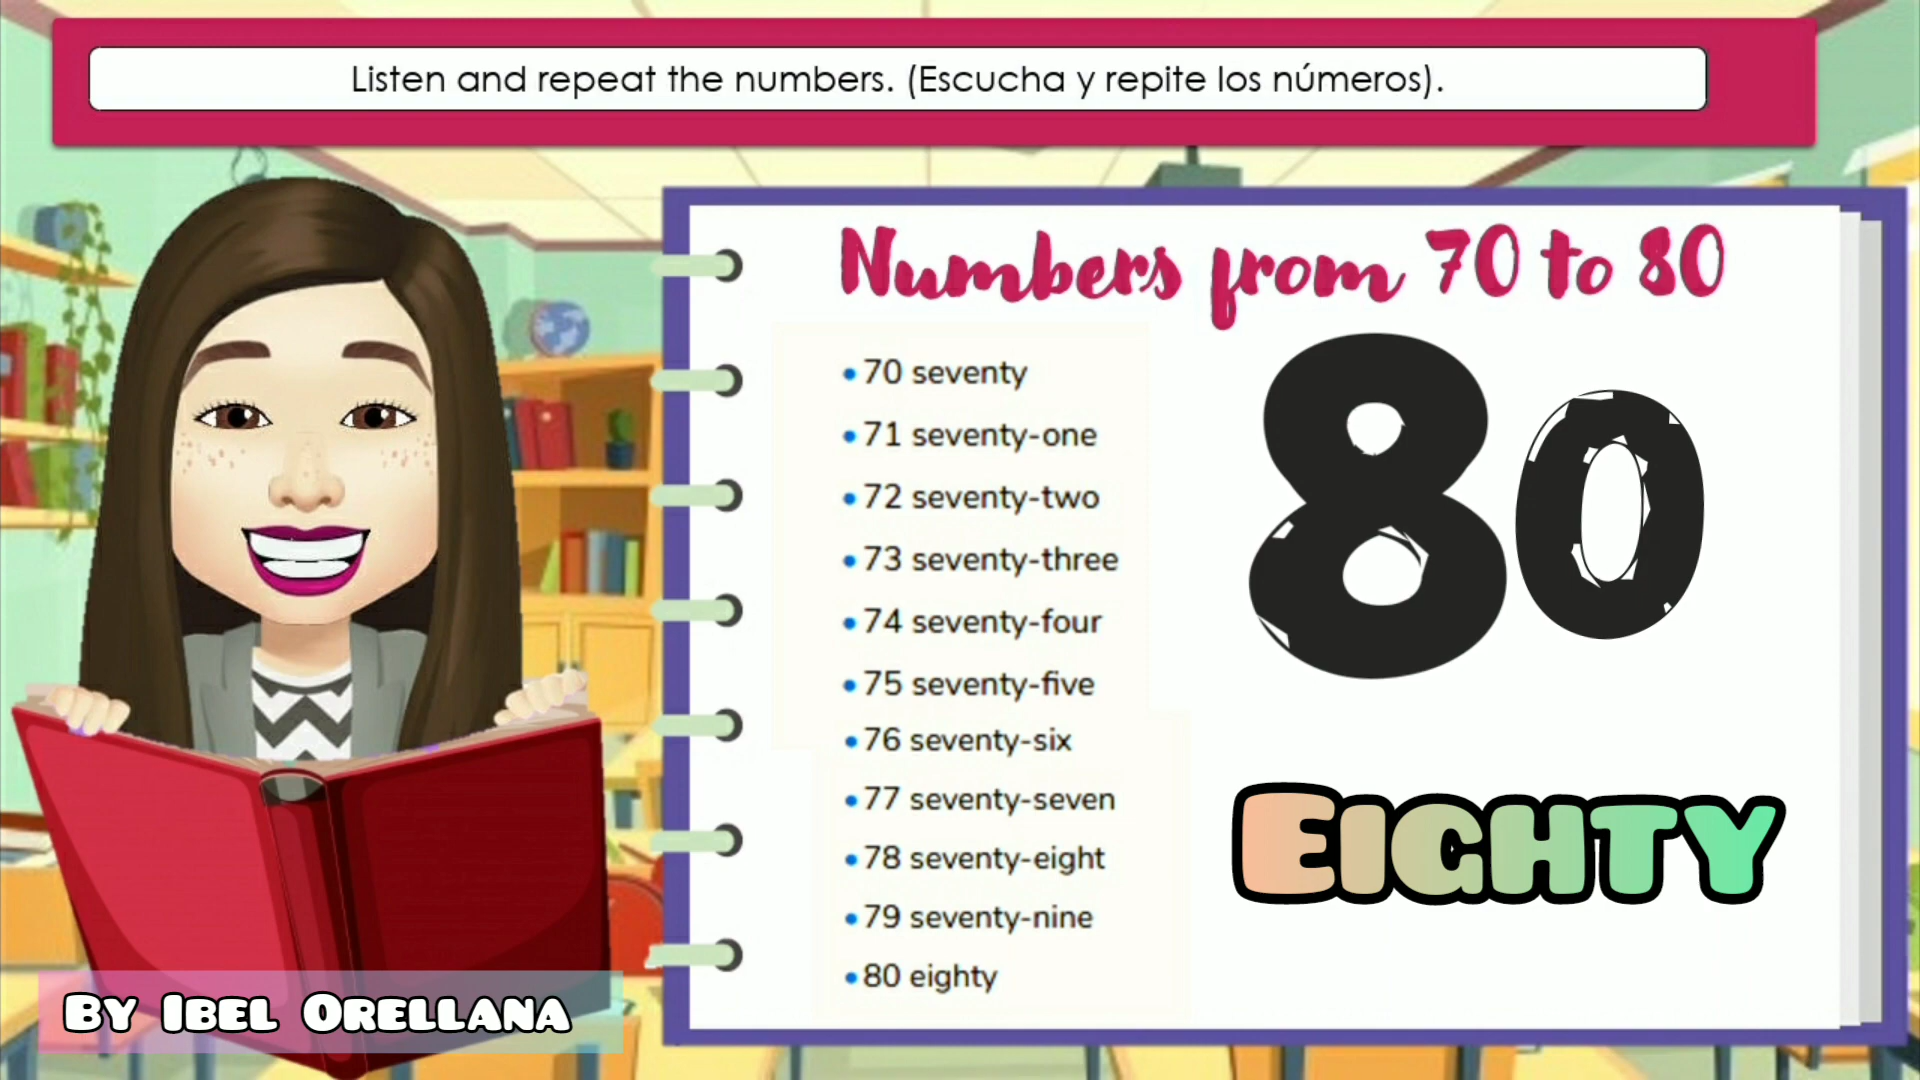 Listen and repeat the numbers. (Escucha y repite los números).
Numbers from 70 to 80
• 70 seventy
• 71 seventy-one
• 72 seventy-two
• 73 seventy-three
• 74 seventy-four
• 75 seventy-five
• 76 seventy-six
• 77 seventy-seven
• 78 seventy-eight
• 79 seventy-nine
• 80 eighty
80
Eighty
By Ibel Orellana